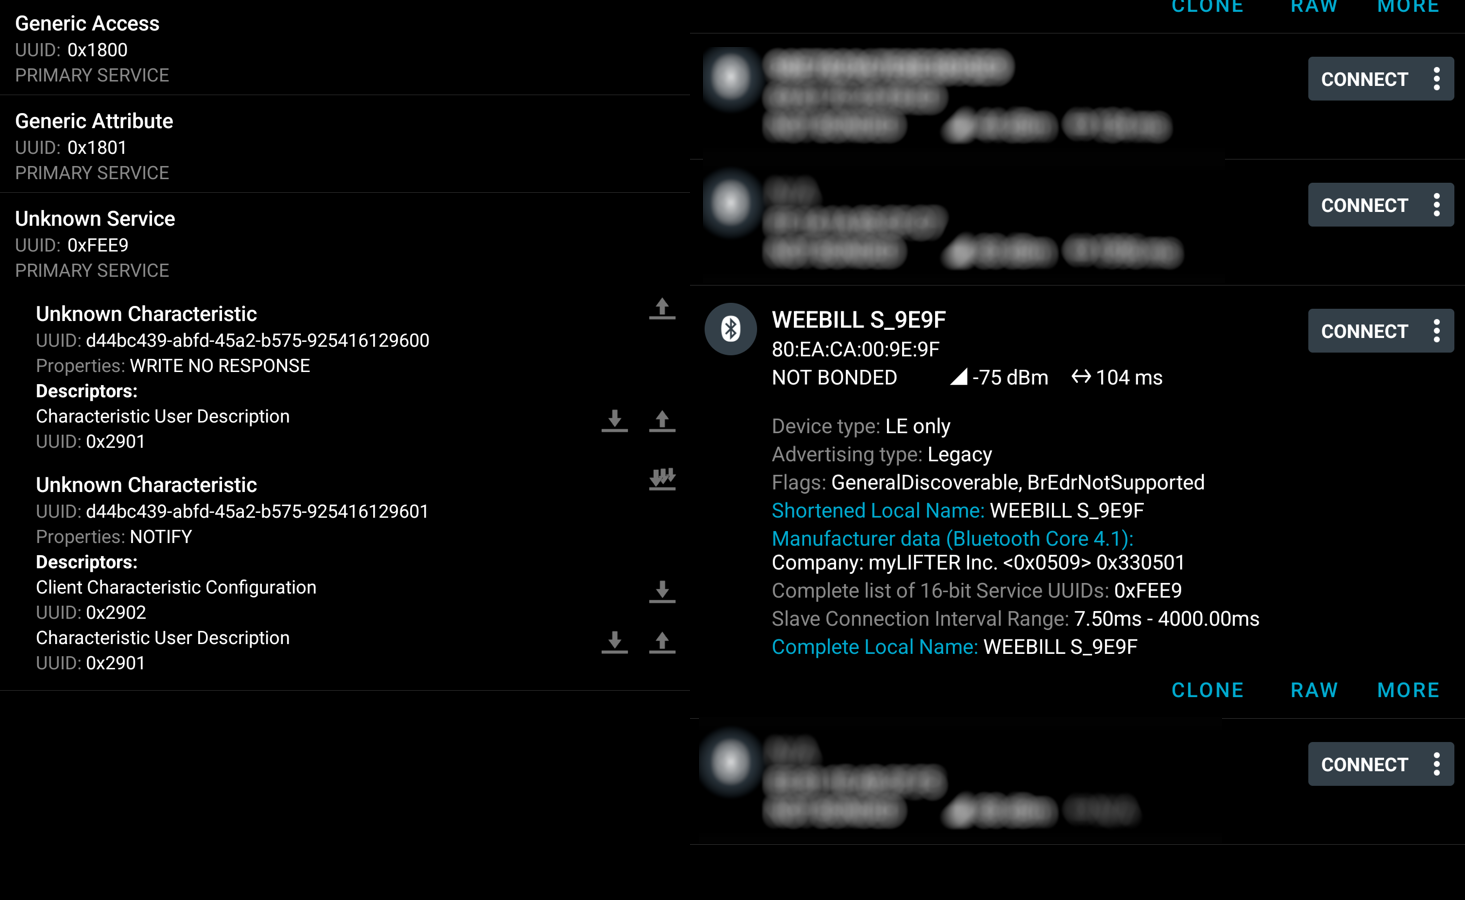 Generic Access
UUID: 0x1800
PRIMARY SERVICE
Generic Attribute
UUID: 0x1801
PRIMARY SERVICE
Unknown Service
UUID: 0xFEE9
PRIMARY SERVICE
Unknown Characteristic
UUID: d44bc439-abfd-45a2-b575-925416129600
Properties: WRITE NO RESPONSE
Descriptors:
Characteristic User Description
UUID: 0x2901
Unknown Characteristic
UUID: d44bc439-abfd-45a2-b575-925416129601
Properties: NOTIFY
Descriptors:
Client Characteristic Configuration
UUID: 0x2902
Characteristic User Description
UUID: 0x2901
CLONE RAW MORE
CONNECT
CONNECT
WEEBILL S_9E9F
CONNECT
80:EA:CA:00:9E:9F
NOT BONDED -75 dBm 104 ms
Device type: LE only
Advertising type: Legacy
Flags: GeneralDiscoverable, BrEdrNotSupported
Shortened Local Name: WEEBILL S_9E9F
Manufacturer data (Bluetooth Core 4.1):
Company: myLIFTER Inc. <0x0509> 0x330501
Complete list of 16-bit Service UUIDs: 0xFEE9
Slave Connection Interval Range: 7.50ms - 4000.00ms
Complete Local Name: WEEBILL S_9E9F
CLONE RAW MORE
CONNECT